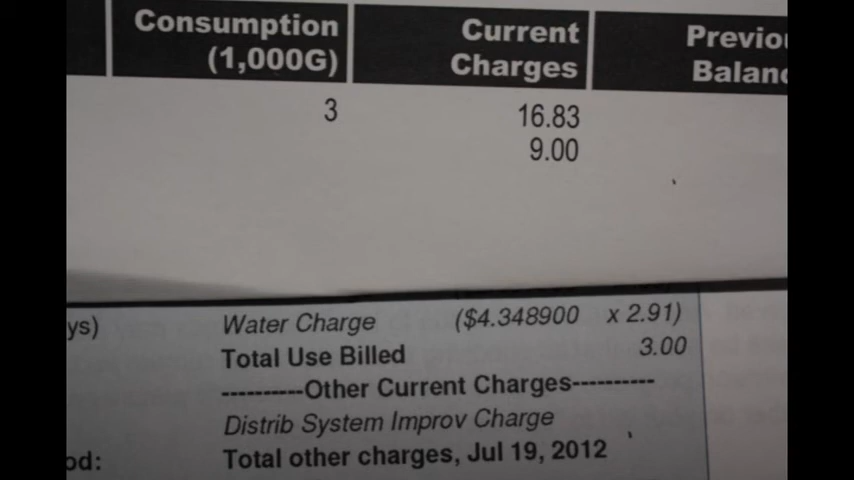 Consumption Current Previou
(1,000G) Charges Balanc
3 16.83
9.00
ys) Water Charge ($4.348900 x 2.91)
Total Use Billed 3.00
----------Other Current Charges----------
Distrib System Improv Charge
od: Total other charges, Jul 19, 2012